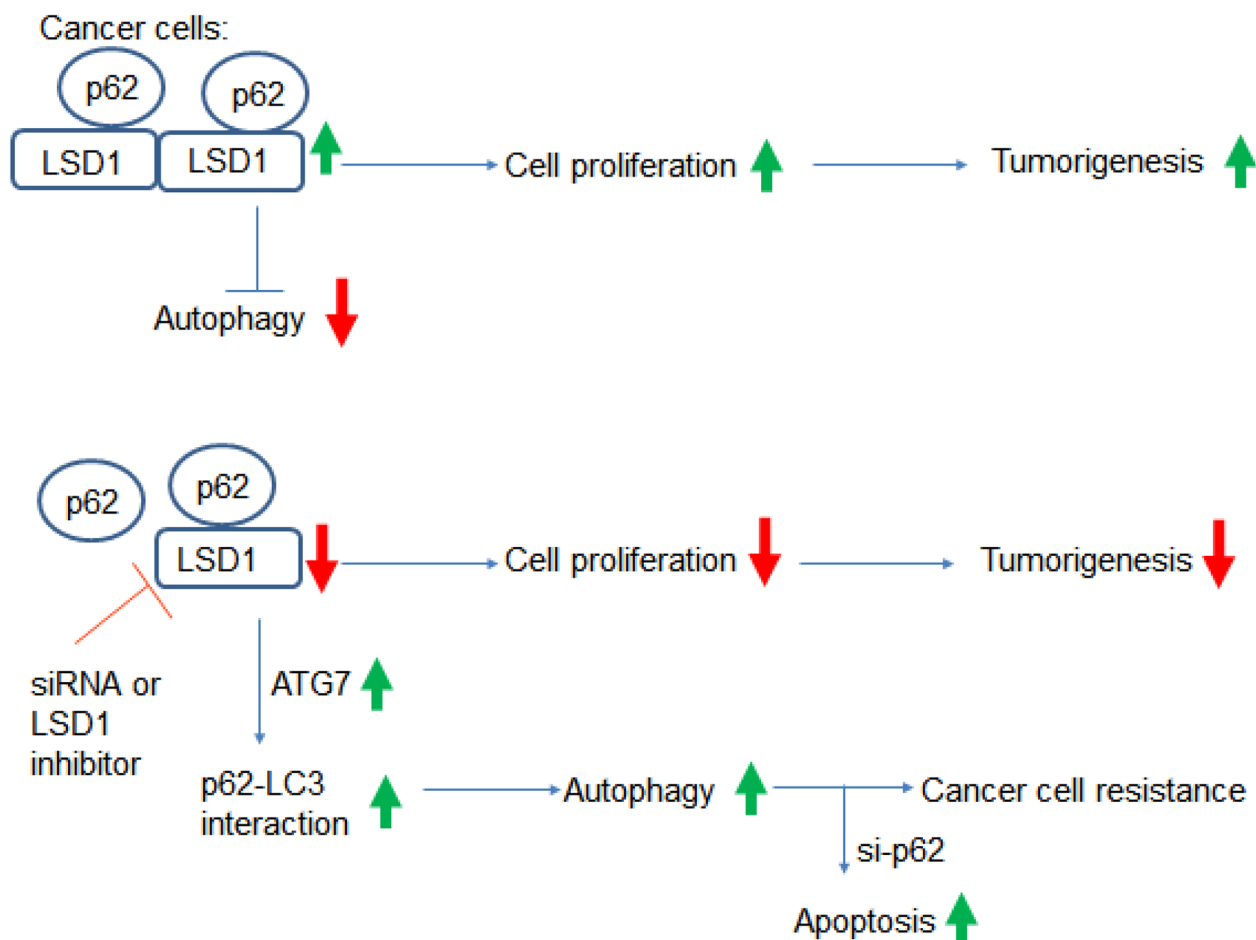 Cancer cells:
p62
p62
LSD1
LSD1
Cell proliferation
Tumorigenesis
Autophagy
p62
p62
LSD1
Cell proliferation
Tumorigenesis
siRNA or
LSD1
inhibitor
ATG7
p62-LC3
interaction
Autophagy
Cancer cell resistance
si-p62
Apoptosis